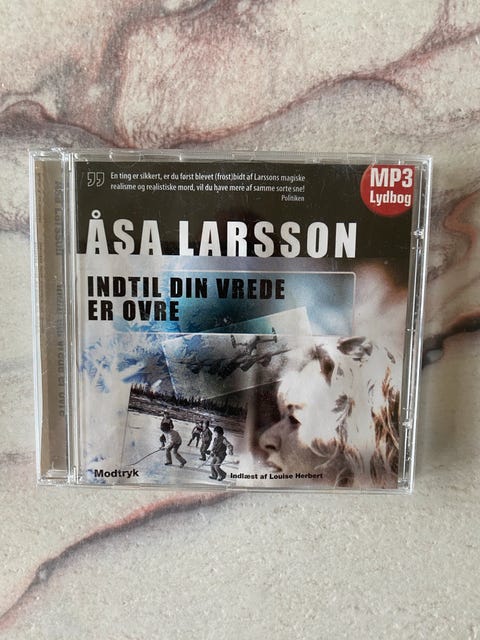 En ting er sikkert, er du først blevet (frost)bidt af Larssons magiske
realisme og realistiske mord, vil du have mere af samme sorte sne!
Politiken
MP3
Lydbog
ÅSA LARSSON
INDTIL DIN VREDE
ER OVRE
Modtryk
Indlæst af Louise Herbert